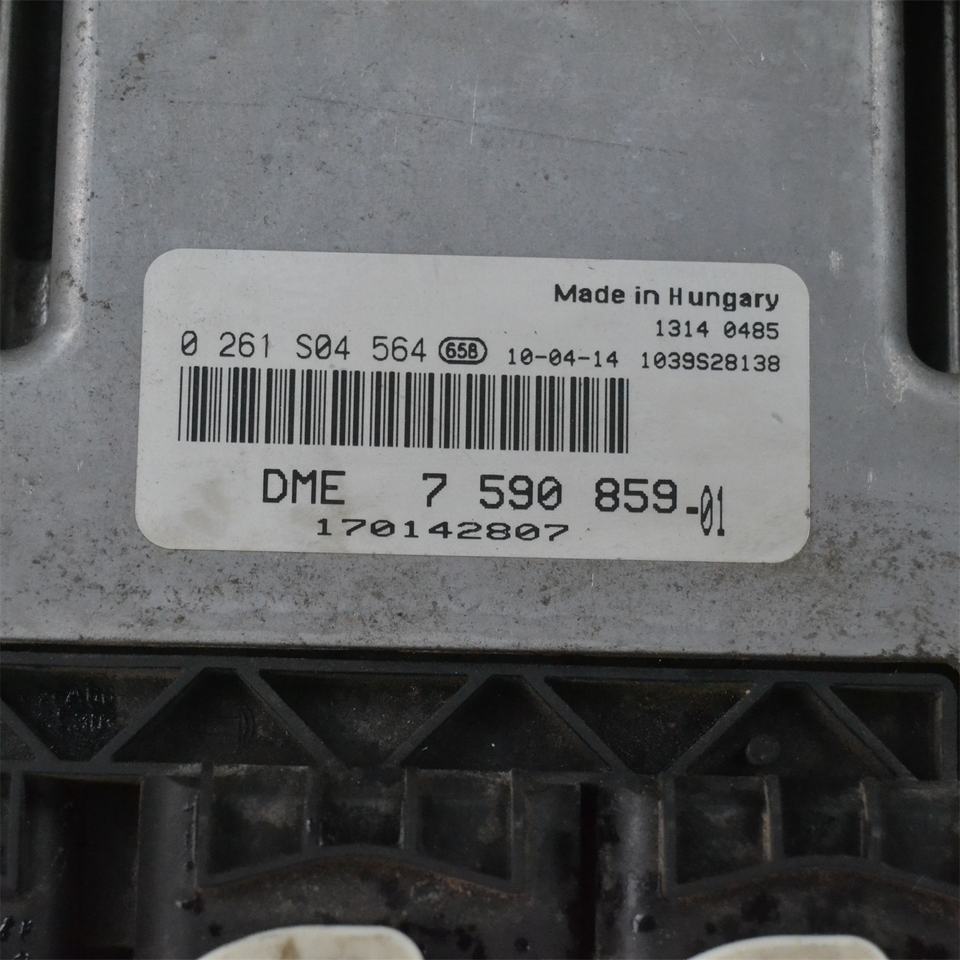 Made in Hungary
1314 0485
0 261 S04 564 65B 10-04-14 1039S28138
DME 7 590 859-01
170142807